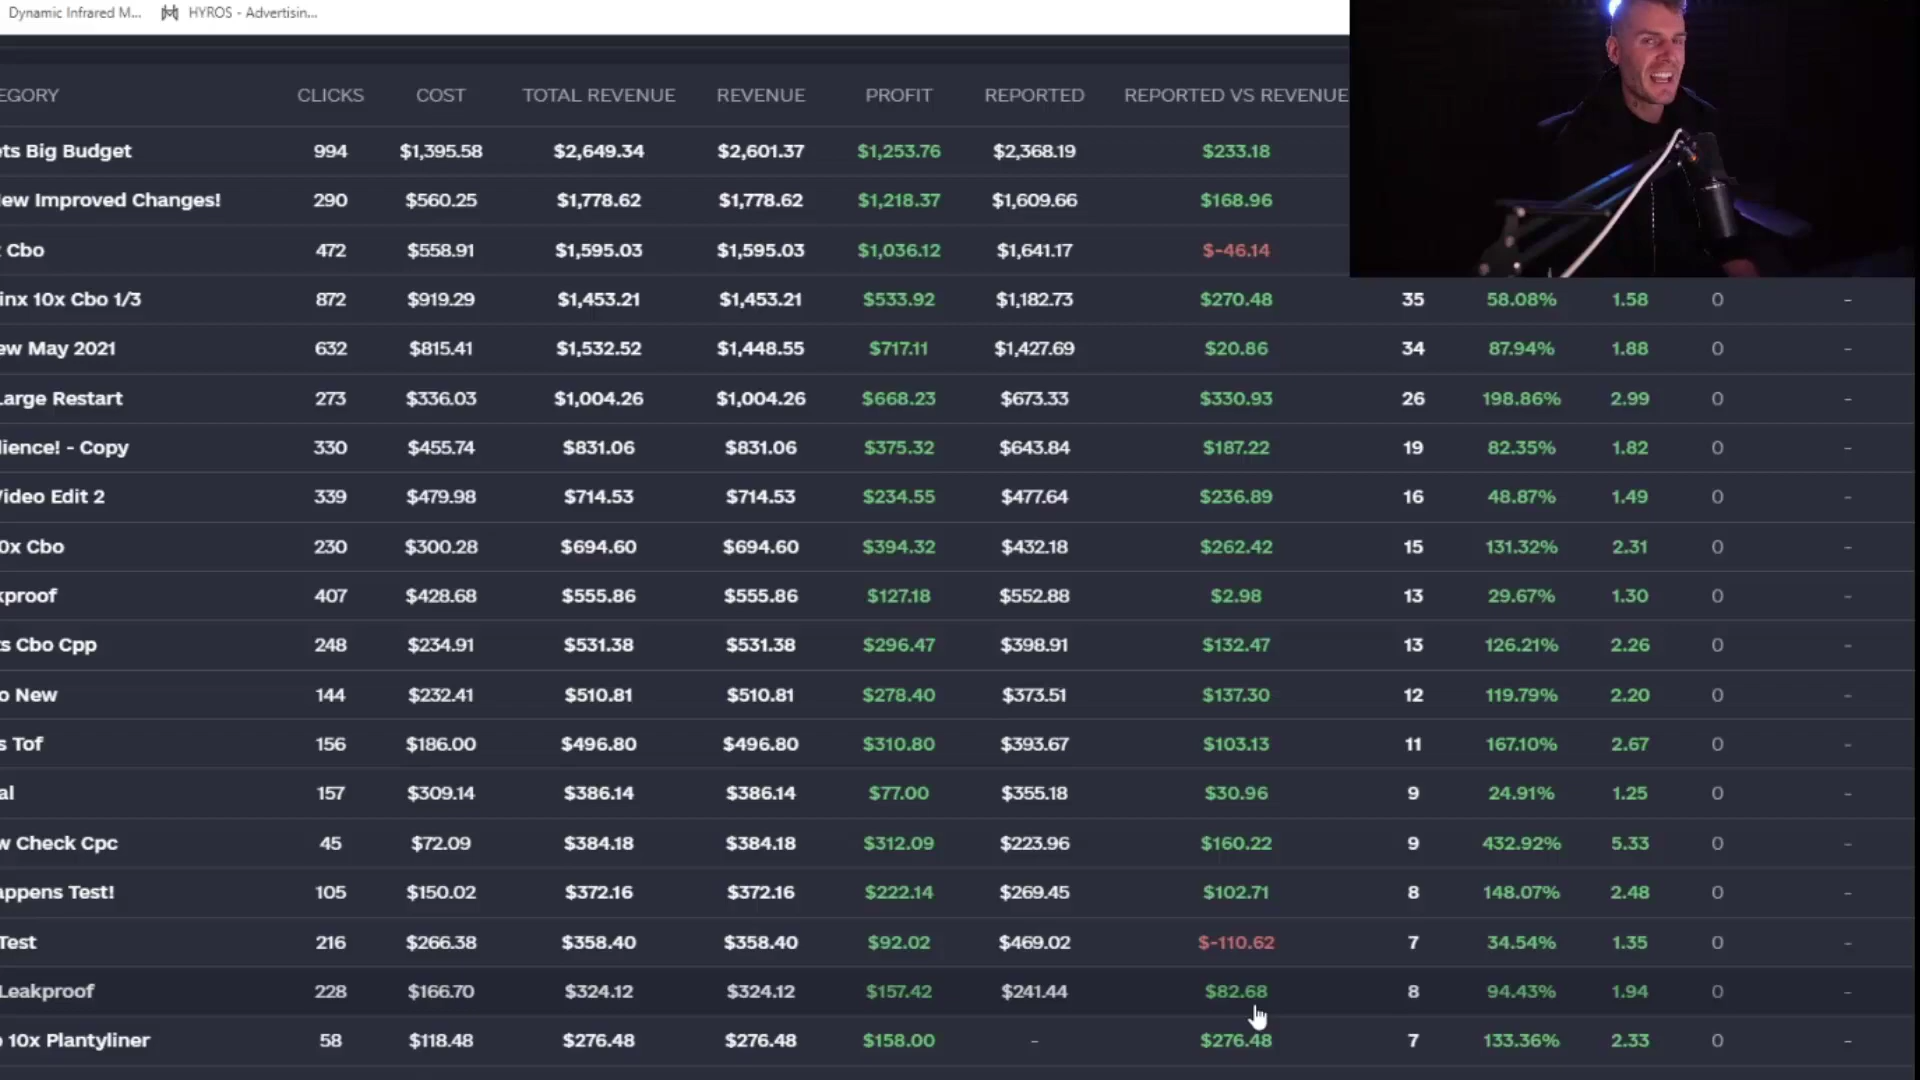 Dynamic Infrared M... HYROS - Advertisin...
EGORY CLICKS COST TOTAL REVENUE REVENUE PROFIT REPORTED REPORTED VS REVENUE
ts Big Budget 994 $1,395.58 $2,649.34 $2,601.37 $1,253.76 $2,368.19 $233.18
ew Improved Changes! 290 $560.25 $1,778.62 $1,778.62 $1,218.37 $1,609.66 $168.96
Cbo 472 $558.91 $1,595.03 $1,595.03 $1,036.12 $1,641.17 $-46.14
inx 10x Cbo 1/3 872 $919.29 $1,453.21 $1,453.21 $533.92 $1,182.73 $270.48 35 58.08% 1.58 0 -
ew May 2021 632 $815.41 $1,532.52 $1,448.55 $717.11 $1,427.69 $20.86 34 87.94% 1.88 0 -
Large Restart 273 $336.03 $1,004.26 $1,004.26 $668.23 $673.33 $330.93 26 198.86% 2.99 0 -
lience! - Copy 330 $455.74 $831.06 $831.06 $375.32 $643.84 $187.22 19 82.35% 1.82 0 -
Video Edit 2 339 $479.98 $714.53 $714.53 $234.55 $477.64 $236.89 16 48.87% 1.49 0 -
0x Cbo 230 $300.28 $694.60 $694.60 $394.32 $432.18 $262.42 15 131.32% 2.31 0 -
kproof 407 $428.68 $555.86 $555.86 $127.18 $552.88 $2.98 13 29.67% 1.30 0 -
s Cbo Cpp 248 $234.91 $531.38 $531.38 $296.47 $398.91 $132.47 13 126.21% 2.26 0 -
o New 144 $232.41 $510.81 $510.81 $278.40 $373.51 $137.30 12 119.79% 2.20 0 -
s Tof 156 $186.00 $496.80 $496.80 $310.80 $393.67 $103.13 11 167.10% 2.67 0 -
al 157 $309.14 $386.14 $386.14 $77.00 $355.18 $30.96 9 24.91% 1.25 0 -
w Check Cpc 45 $72.09 $384.18 $384.18 $312.09 $223.96 $160.22 9 432.92% 5.33 0 -
appens Test! 105 $150.02 $372.16 $372.16 $222.14 $269.45 $102.71 8 148.07% 2.48 0 -
Test 216 $266.38 $358.40 $358.40 $92.02 $469.02 $-110.62 7 34.54% 1.35 0 -
Leakproof 228 $166.70 $324.12 $324.12 $157.42 $241.44 $82.68 8 94.43% 1.94 0 -
10x Plantyliner 58 $118.48 $276.48 $276.48 $158.00 - $276.48 7 133.36% 2.33 0 -